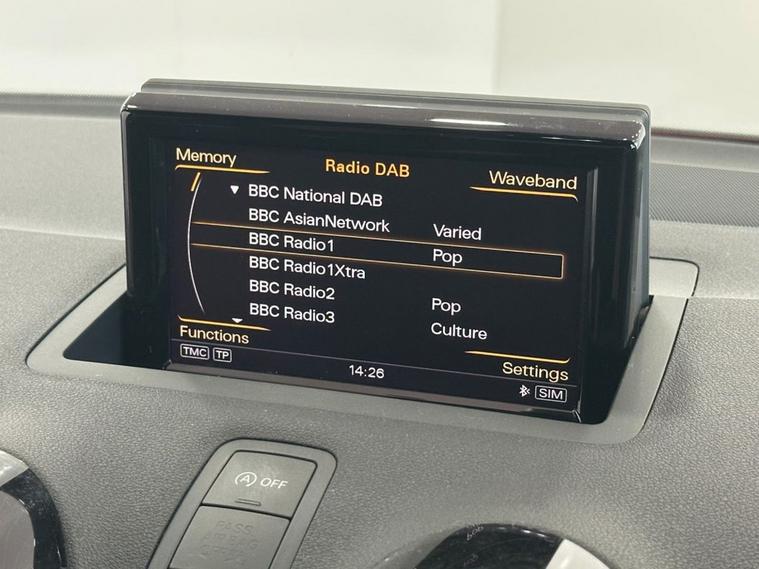 Memory
Radio DAB
Waveband
BBC National DAB
BBC AsianNetwork Varied
BBC Radio1 Pop
BBC Radio1Xtra
BBC Radio2 Pop
BBC Radio3 Culture
Functions
Settings
TMC TP
14:26
SIM
A OFF
PASS